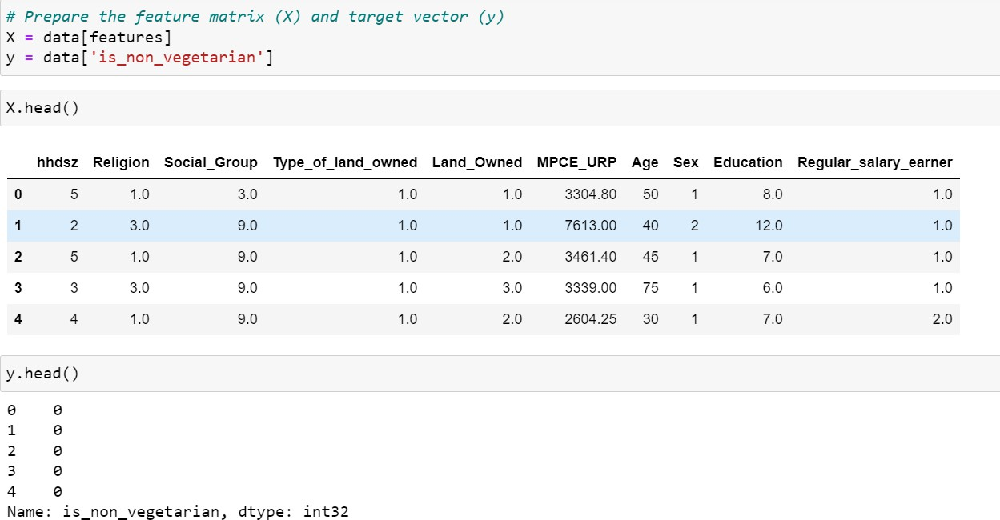 # Prepare the feature matrix (X) and target vector (y)
X = data[features]
y = data['is_non_vegetarian']
X.head()
hhdsz Religion Social_Group Type_of_land_owned Land_Owned MPCE_URP Age Sex Education Regular_salary_earner
0 5 1.0 3.0 1.0 1.0 3304.80 50 1 8.0 1.0
1 2 3.0 9.0 1.0 1.0 7613.00 40 2 12.0 1.0
2 5 1.0 9.0 1.0 2.0 3461.40 45 1 7.0 1.0
3 3 3.0 9.0 1.0 3.0 3339.00 75 1 6.0 1.0
4 4 1.0 9.0 1.0 2.0 2604.25 30 1 7.0 2.0
y.head()
0 0
1 0
2 0
3 0
4 0
Name: is_non_vegetarian, dtype: int32